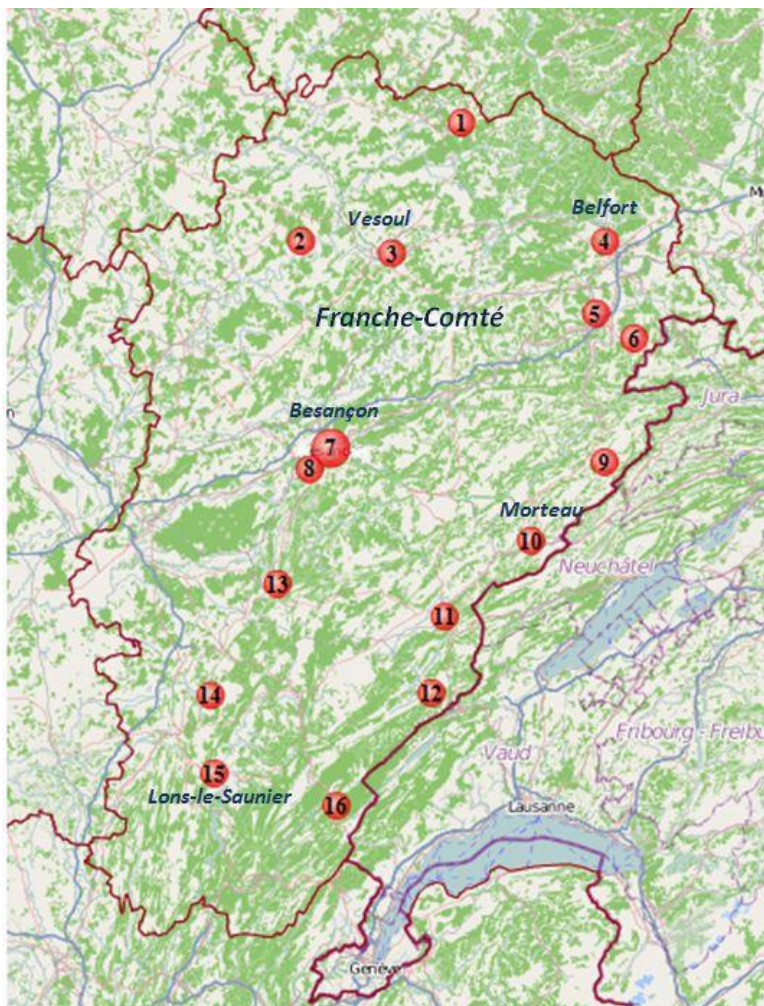 1
Vesoul
Belfort
Mu
2
3
4
Franche-Comté
5
6
Besançon
Jura
7
8
9
Morteau
10
Neuchâtel
13
11
14
12
Fribourg - Freibu
Vaud
15
Lons-le-Saunier
16
Lausanne
Genève